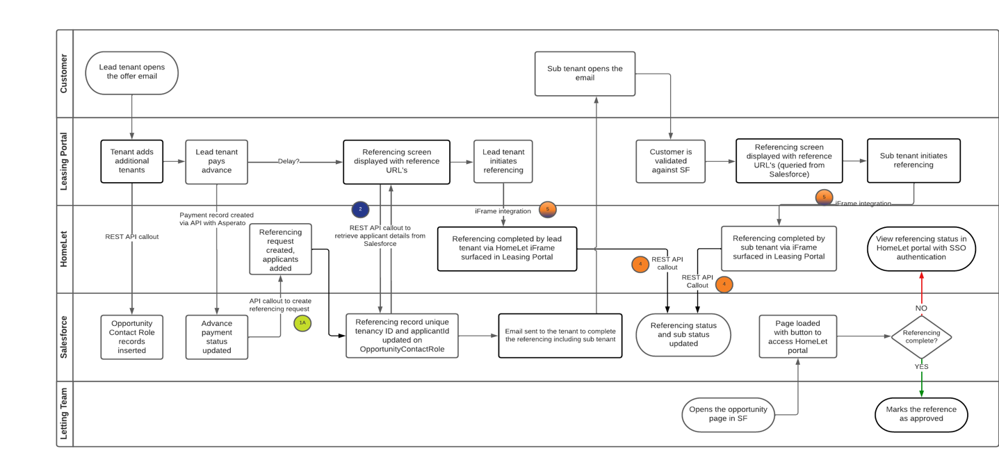 Customer
Lead tenant opens
the offer email
Sub tenant opens the
email
Leasing Portal
Tenant adds
additional
tenants
Lead tenant
pays
advance
Delay?
Referencing screen
displayed with reference
URL's
Lead tenant
initiates
referencing
Customer is
validated
against SF
Referencing screen
displayed with reference
URL's (queried from
Salesforce)
Sub tenant initiates
referencing
HomeLet
REST API callout
Payment record created
via API with Asperato
Referencing
request
created,
applicants
added
2
REST API callout to
retrieve applicant details from
Salesforce
iFrame integration
5
Referencing completed by lead
tenant via HomeLet iFrame
surfaced in Leasing Portal
4
REST API
callout
5
iFrame integration
Referencing completed by
sub tenant via iFrame
surfaced in Leasing Portal
REST API
Callout
4
View referencing status in
HomeLet portal with SSO
authentication
Salesforce
Opportunity
Contact Role
records
inserted
Advance
payment
status
updated
API callout to create
referencing request
1A
Referencing record unique
tenancy ID and applicantId
updated on
OpportunityContactRole
Email sent to the tenant to complete
the referencing including sub tenant
Referencing status
and sub status
updated
Page loaded
with button to
access HomeLet
portal
NO
Referencing
complete?
YES
Letting Team
Opens the opportunity
page in SF
Marks the reference
as approved